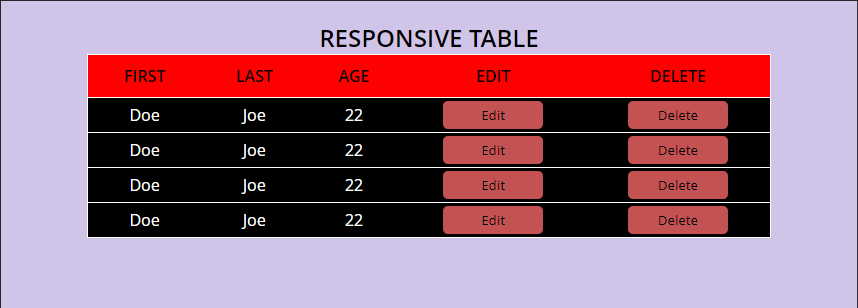 RESPONSIVE TABLE
FIRST LAST AGE EDIT DELETE
Doe Joe 22 Edit Delete
Doe Joe 22 Edit Delete
Doe Joe 22 Edit Delete
Doe Joe 22 Edit Delete